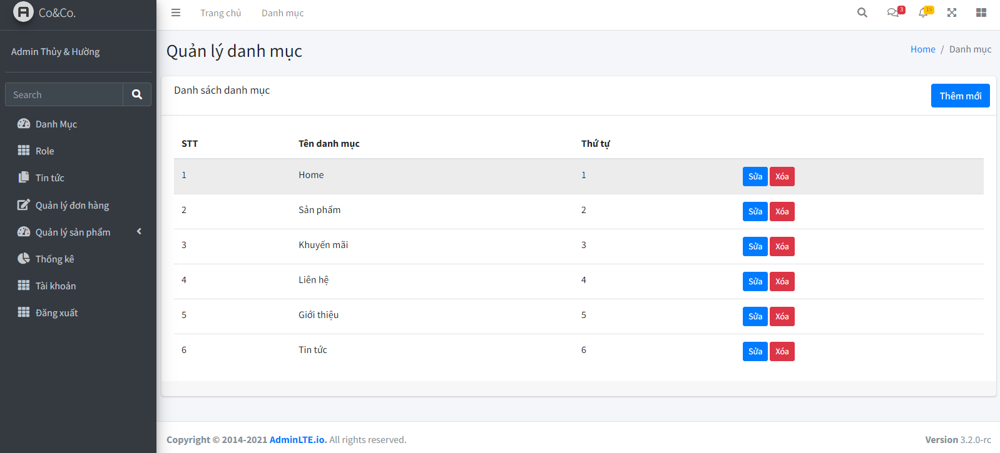 Co&Co.
Trang chủ Danh mục
3 15
Admin Thủy & Hường
Search
Danh Mục
Role
Tin tức
Quản lý đơn hàng
Quản lý sản phẩm
Thống kê
Tài khoản
Đăng xuất
Quản lý danh mục
Home / Danh mục
Danh sách danh mục
Thêm mới
STT Tên danh mục Thứ tự
1 Home 1 Sửa Xóa
2 Sản phẩm 2 Sửa Xóa
3 Khuyến mãi 3 Sửa Xóa
4 Liên hệ 4 Sửa Xóa
5 Giới thiệu 5 Sửa Xóa
6 Tin tức 6 Sửa Xóa
Copyright © 2014-2021 AdminLTE.io. All rights reserved.
Version 3.2.0-rc